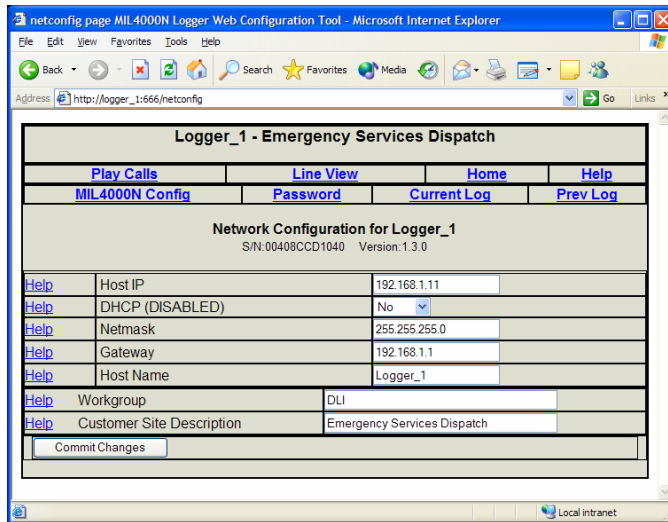 netconfig page MIL4000N Logger Web Configuration Tool - Microsoft Internet Explorer
File Edit View Favorites Tools Help
Back Search Favorites Media
Address http://logger_1:666/netconfig Go Links »
Logger_1 - Emergency Services Dispatch
Play Calls Line View Home Help
MIL4000N Config Password Current Log Prev Log
Network Configuration for Logger_1
S/N:00408CCD1040 Version:1.3.0
Help Host IP 192.168.1.11
Help DHCP (DISABLED) No
Help Netmask 255.255.255.0
Help Gateway 192.168.1.1
Help Host Name Logger_1
Help Workgroup DLI
Help Customer Site Description Emergency Services Dispatch
Commit Changes
Local intranet